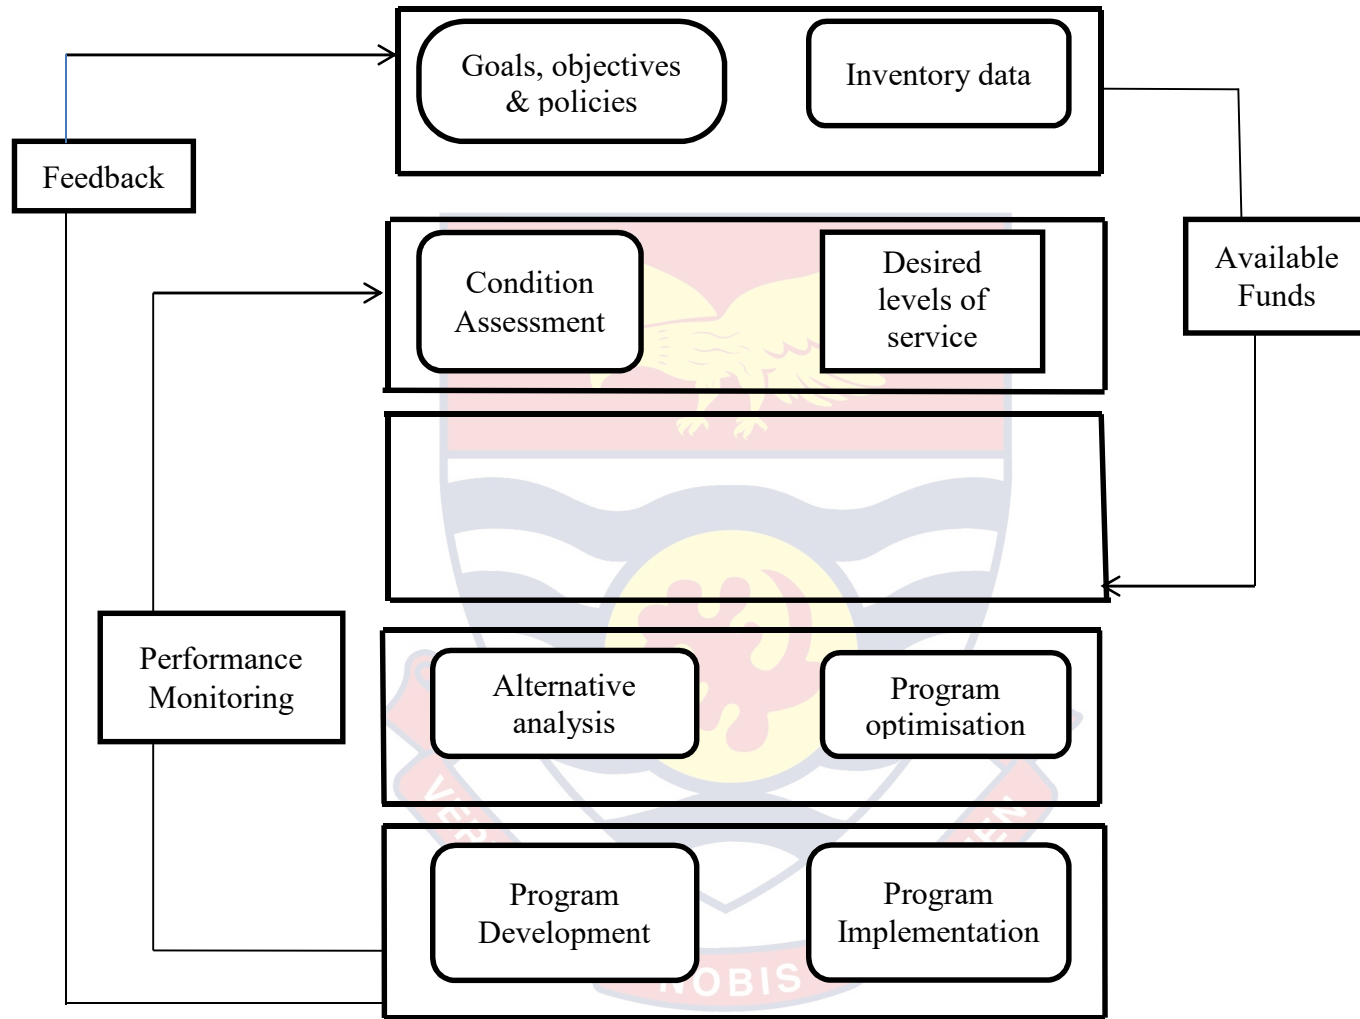 Goals, objectives
& policies
Inventory data
Feedback
Condition
Assessment
Desired
levels of
service
Available
Funds
Performance
Monitoring
Alternative
analysis
Program
optimisation
Program
Development
Program
Implementation
NOBIS